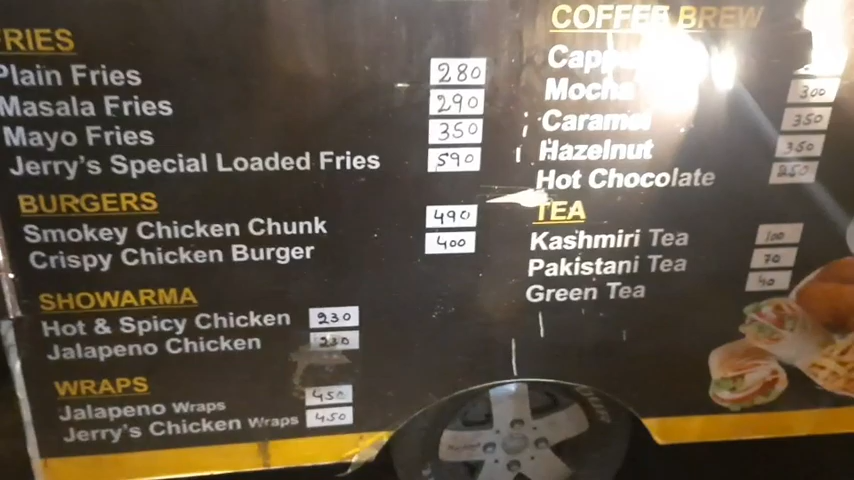 RIES
Plain Fries 280
Masala Fries 290
Mayo Fries 350
Jerry's Special Loaded Fries 590
BURGERS
Smokey Chicken Chunk 490
Crispy Chicken Burger 400
SHOWARMA
Hot & Spicy Chicken 230
Jalapeno Chicken 230
WRAPS
Jalapeno Wraps 450
Jerry's Chicken Wraps 450
COFFEE BREW
Mocha 300
Caramel 350
Hazelnut 350
Hot Chocolate
TEA
Kashmiri Tea 100
Pakistani Tea 70
Green Tea 40